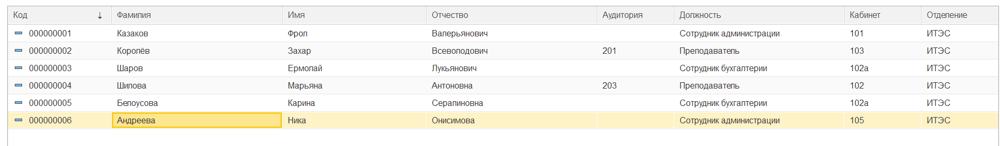 Код ↓ Фамилия Имя Отчество Аудитория Должность Кабинет Отделение
000000001 Казаков Фрол Валерьянович Сотрудник администрации 101 ИТЭС
000000002 Королёв Захар Всеволодович 201 Преподаватель 103 ИТЭС
000000003 Шаров Ермолай Лукьянович Сотрудник бухгалтерии 102а ИТЭС
000000004 Шилова Марьяна Антоновна 203 Преподаватель 102 ИТЭС
000000005 Белоусова Карина Серапиновна Сотрудник бухгалтерии 102а ИТЭС
000000006 Андреева Ника Онисимова Сотрудник администрации 105 ИТЭС